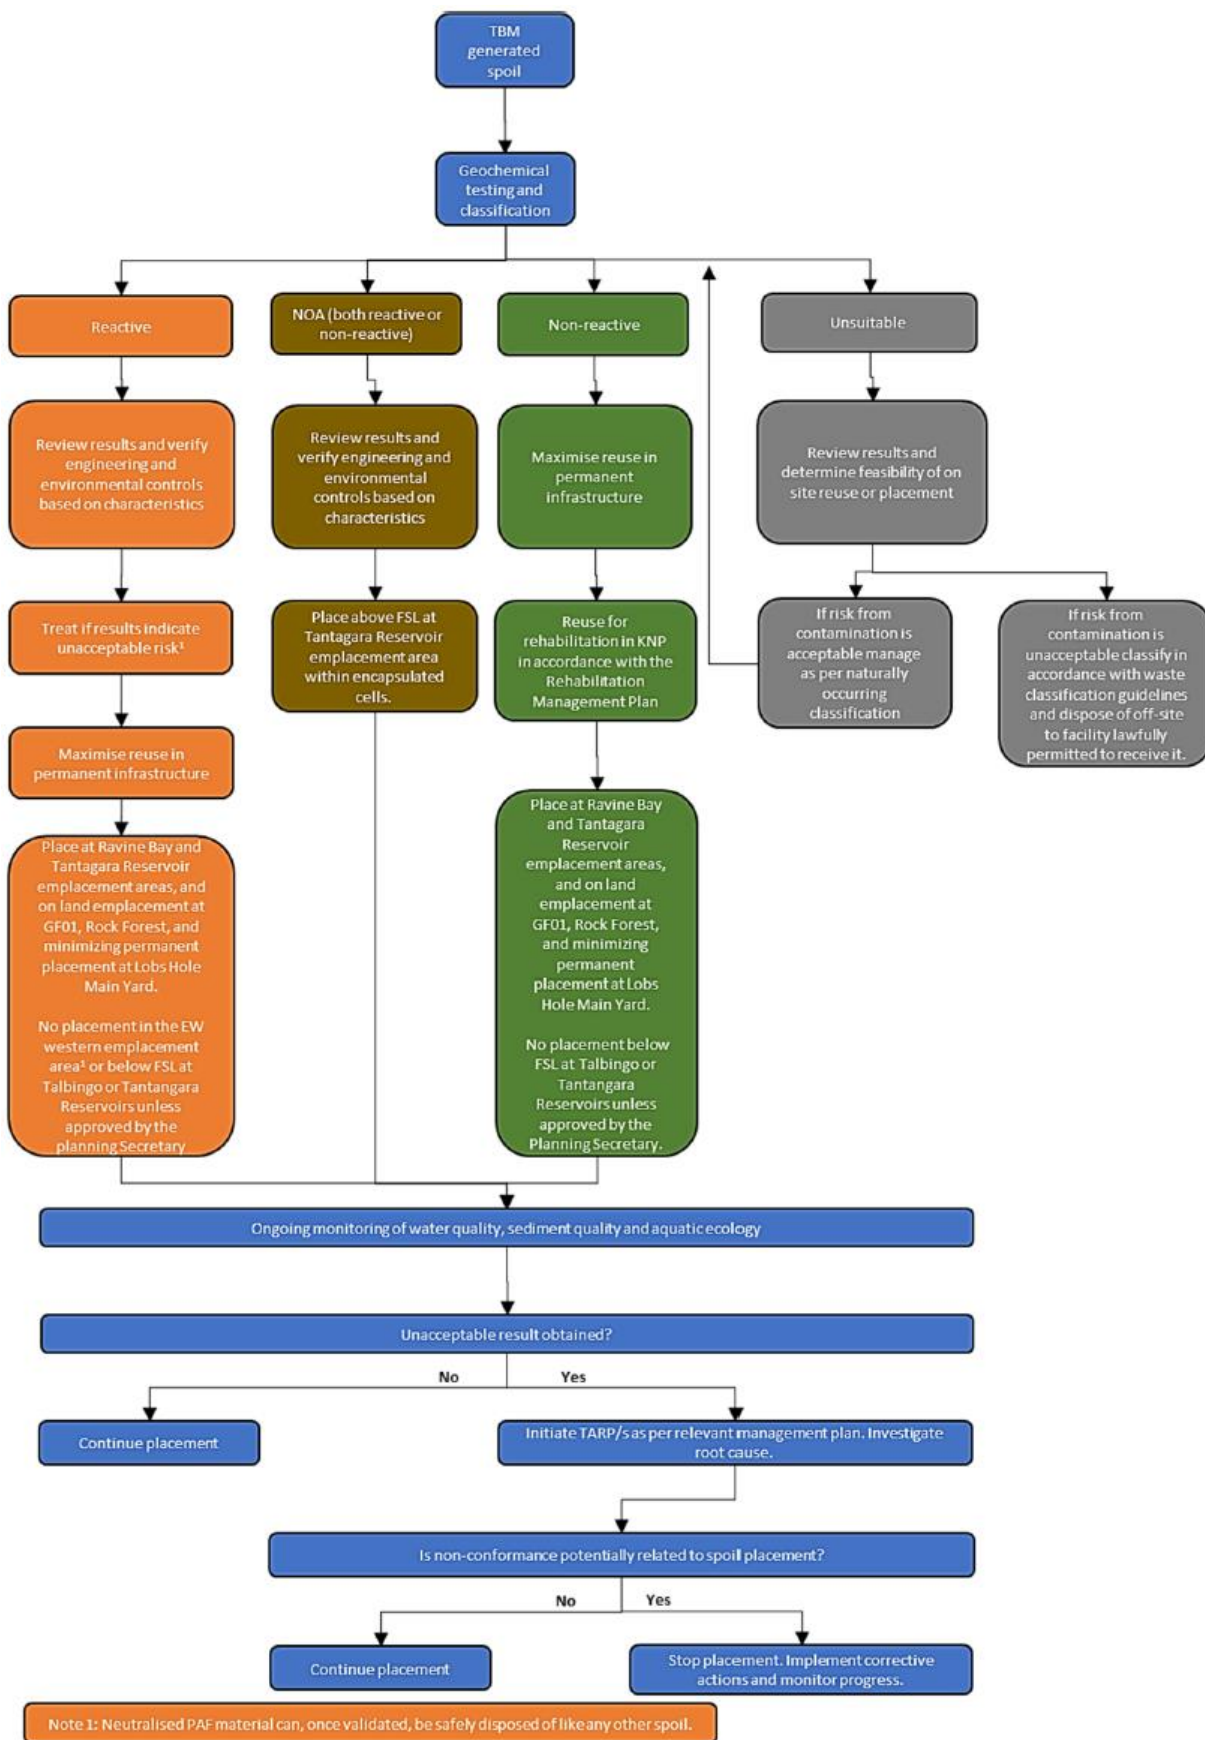 TBM
generated
spoil
Geochemical
testing and
classification
Reactive
NOA (both reactive or
non-reactive)
Non-reactive
Unsuitable
Review results and verify
engineering and
environmental controls
based on characteristics
Review results and
verify engineering and
environmental
controls based on
characteristics
Maximise reuse in
permanent
infrastructure
Review results and
determine feasibility of on
site reuse or placement
Treat if results indicate
unacceptable risk¹
Place above FSL at
Tantagara Reservoir
emplacement area
within encapsulated
cells.
Reuse for
rehabilitation in KNP
in accordance with the
Rehabilitation
Management Plan
If risk from
contamination is
acceptable manage
as per naturally
occurring
classification
If risk from
contamination is
unacceptable classify in
accordance with waste
classification guidelines
and dispose of off-site
to facility lawfully
permitted to receive it.
Maximise reuse in
permanent infrastructure
Place at Ravine Bay and
Tantagara Reservoir
emplacement areas, and
on land emplacement at
GF01, Rock Forest, and
minimizing permanent
placement at Lobs Hole
Main Yard.
No placement in the EW
western emplacement
area¹ or below FSL at
Talbingo or Tantangara
Reservoirs unless
approved by the
planning Secretary
Place at Ravine Bay
and Tantagara
Reservoir
emplacement areas,
and on land
emplacement at
GF01, Rock Forest,
and minimizing
permanent
placement at Lobs
Hole Main Yard.
No placement below
FSL at Talbingo or
Tantangara
Reservoirs unless
approved by the
Planning Secretary.
Ongoing monitoring of water quality, sediment quality and aquatic ecology
Unacceptable result obtained?
No
Yes
Continue placement
Initiate TARP/s as per relevant management plan. Investigate
root cause.
Is non-conformance potentially related to spoil placement?
No
Yes
Continue placement
Stop placement. Implement corrective
actions and monitor progress.
Note 1: Neutralised PAF material can, once validated, be safely disposed of like any other spoil.